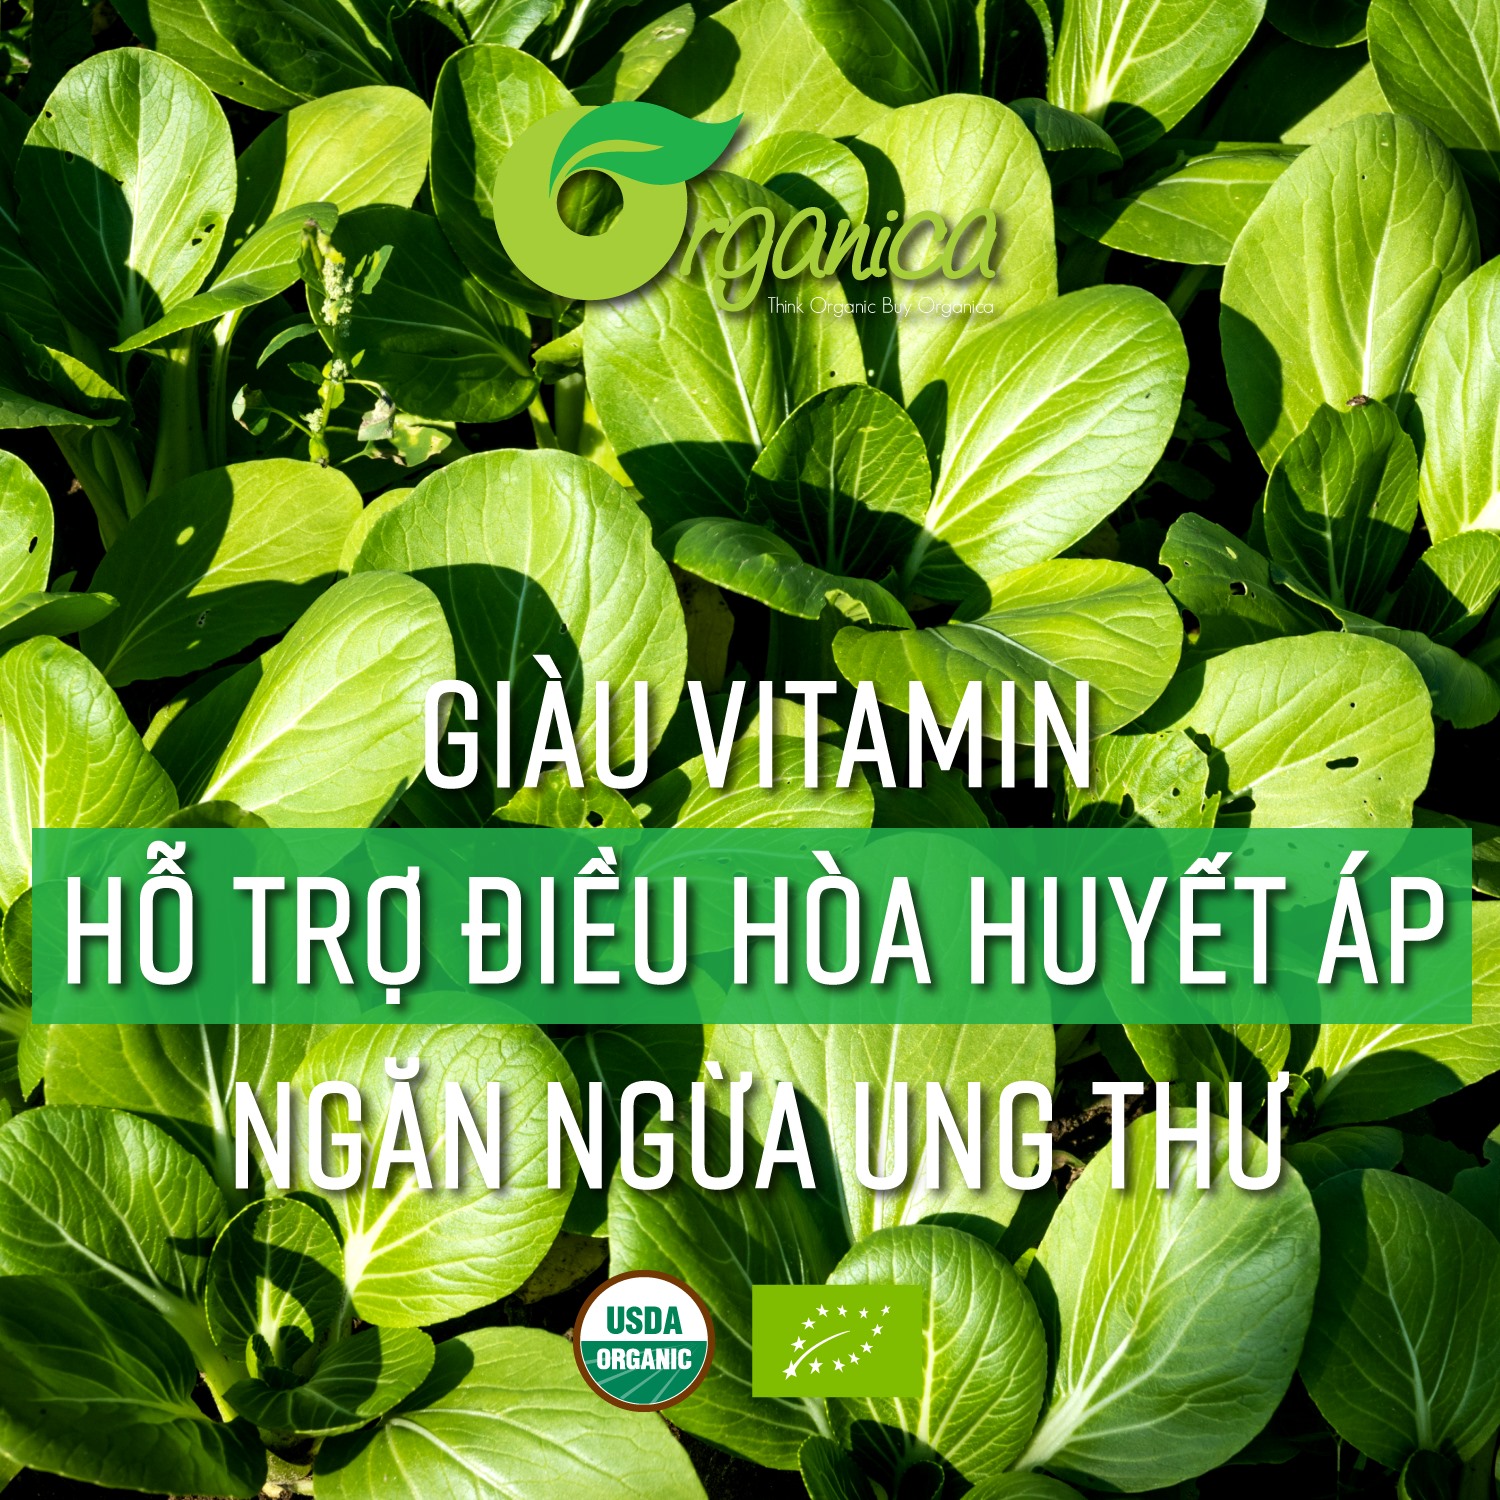 Organica
Think Organic Buy Organica
GIÀU VITAMIN
HỖ TRỢ ĐIỀU HÒA HUYẾT ÁP
NGĂN NGỪA UNG THƯ
USDA
ORGANIC